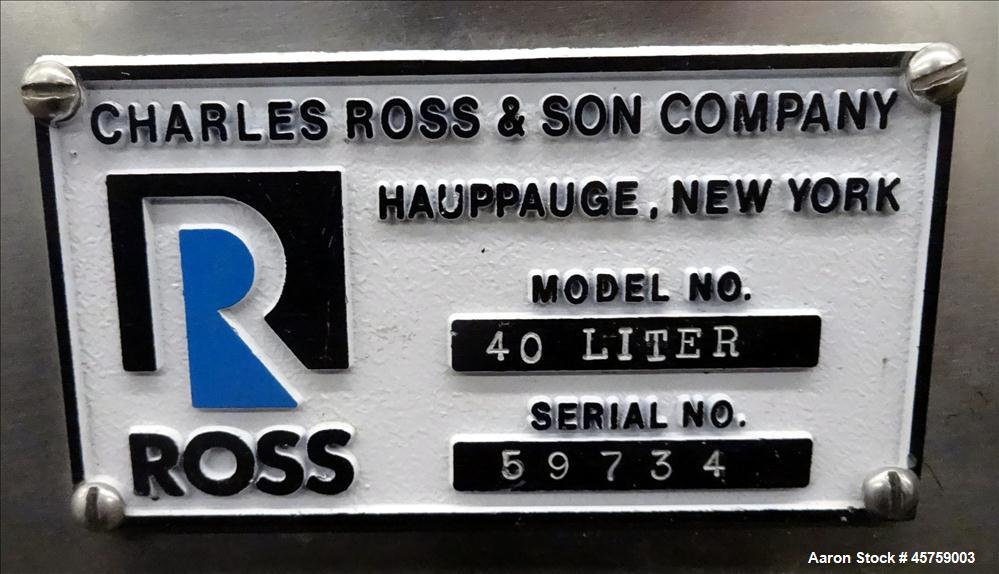 CHARLES ROSS & SON COMPANY
HAUPPAUGE, NEW YORK
R
ROSS
MODEL NO.
40 LITER
SERIAL NO.
59734
Aaron Stock # 45759003